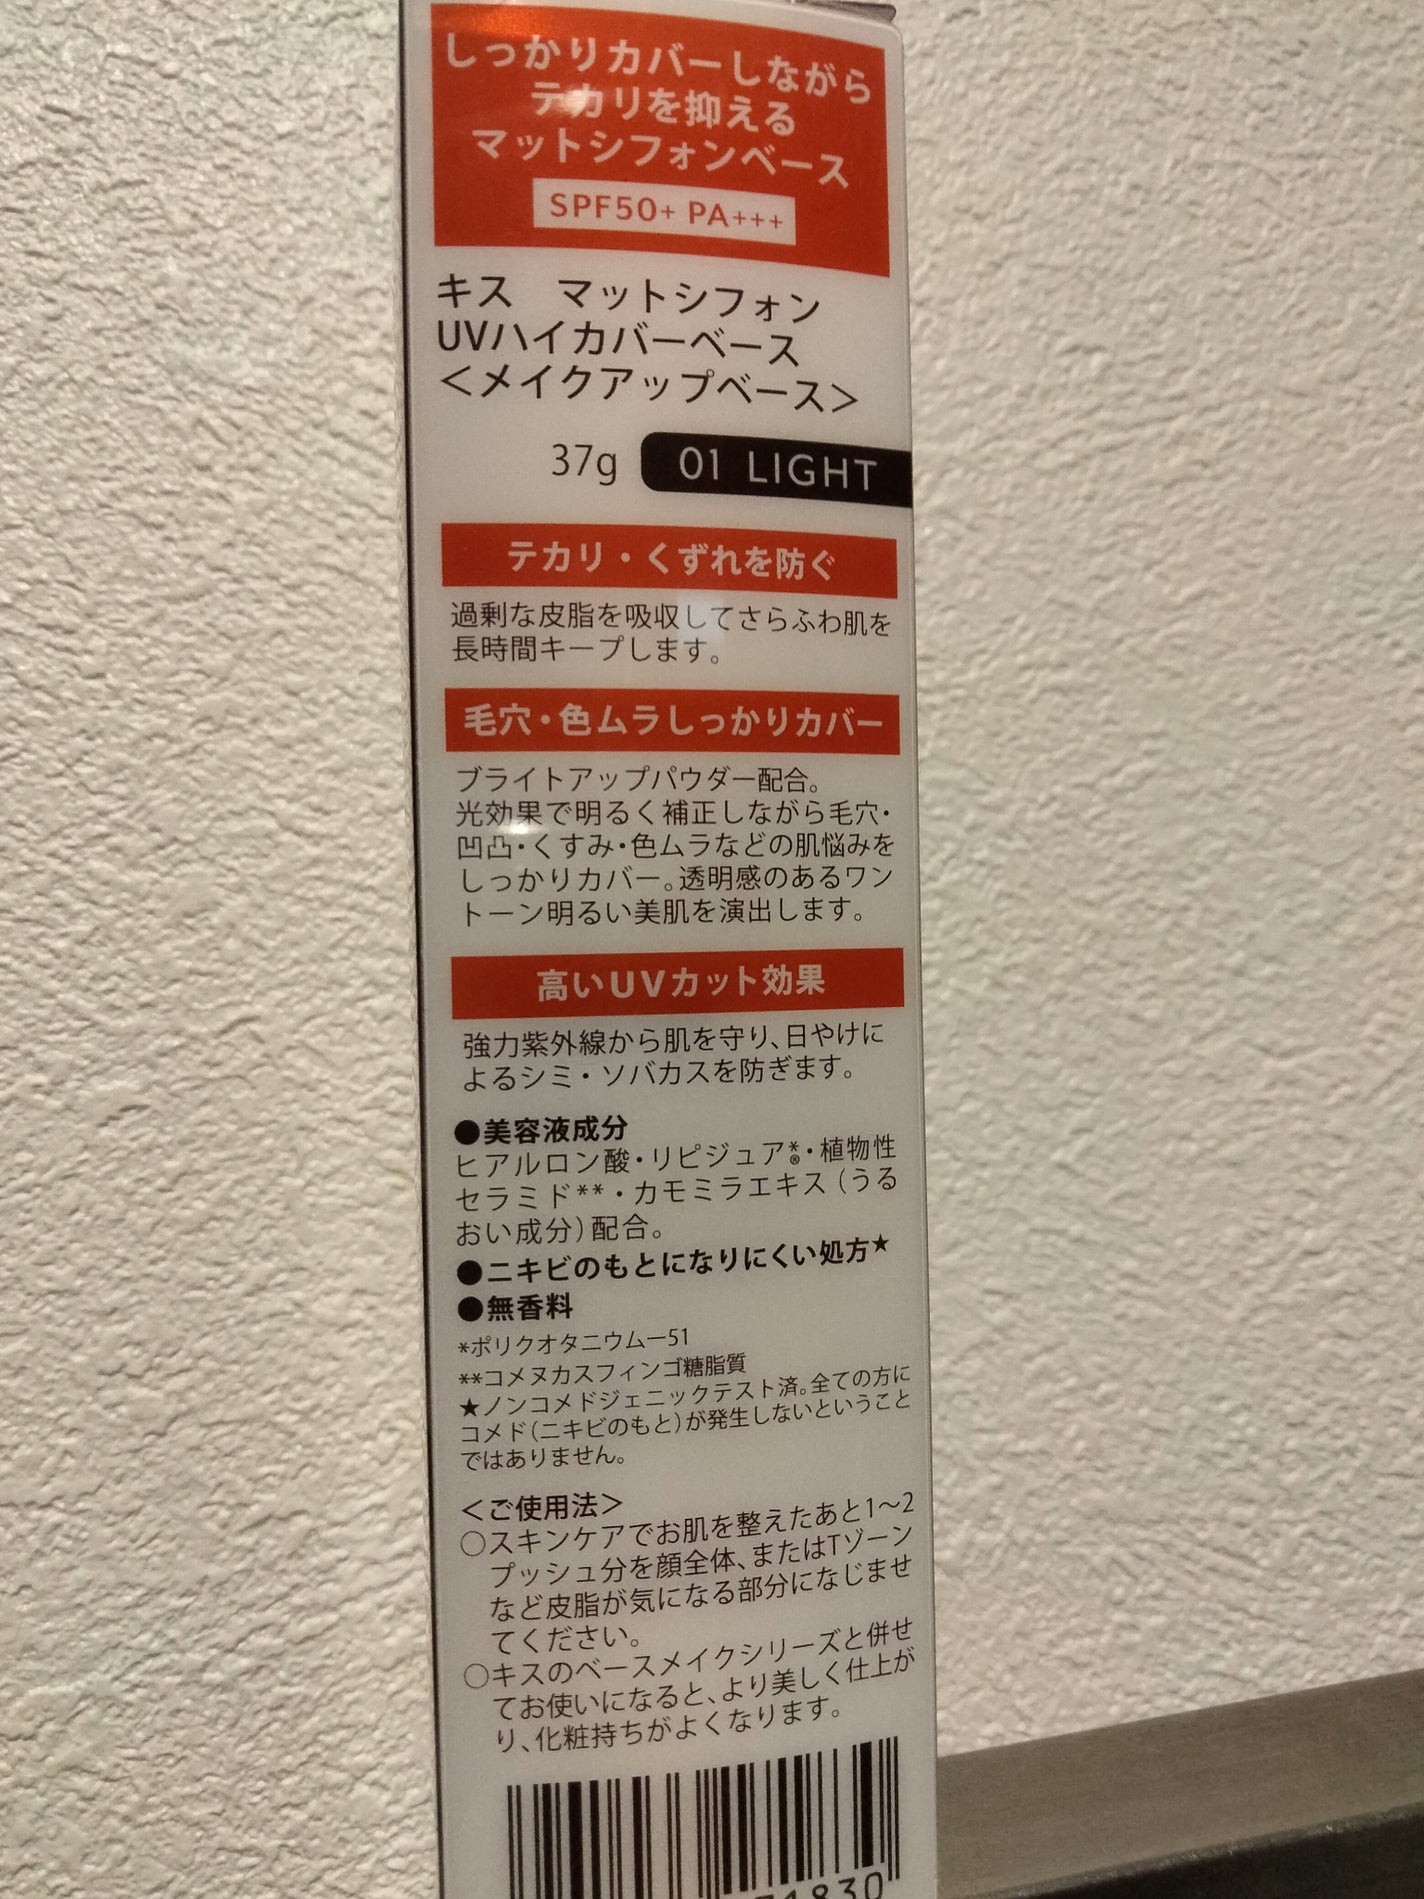 しっかりカバーしながら
テカリを抑える
マットシフォンベース
SPF50+ PA+++
キス　マットシフォン
UVハイカバーベース
＜メイクアップベース＞
37g 01 LIGHT
テカリ・くずれを防ぐ
過剰な皮脂を吸収してさらふわ肌を
長時間キープします。
毛穴・色ムラしっかりカバー
ブライトアップパウダー配合。
光効果で明るく補正しながら毛穴・
凹凸・くすみ・色ムラなどの肌悩みを
しっかりカバー。透明感のあるワン
トーン明るい美肌を演出します。
高いUVカット効果
強力紫外線から肌を守り、日やけに
よるシミ・ソバカスを防ぎます。
●美容液成分
ヒアルロン酸・リピジュア®*・植物性
セラミド**・カモミラエキス（うる
おい成分）配合。
●ニキビのもとになりにくい処方★
●無香料
*ポリクオタニウムー51
**コメヌカスフィンゴ糖脂質
★ノンコメドジェニックテスト済。全ての方に
コメド（ニキビのもと）が発生しないということ
ではありません。
＜ご使用法＞
○スキンケアでお肌を整えたあと1～2
プッシュ分を顔全体、またはTゾーン
など皮脂が気になる部分になじませ
てください。
○キスのベースメイクシリーズと併せ
てお使いになると、より美しく仕上が
り、化粧持ちがよくなります。
1830